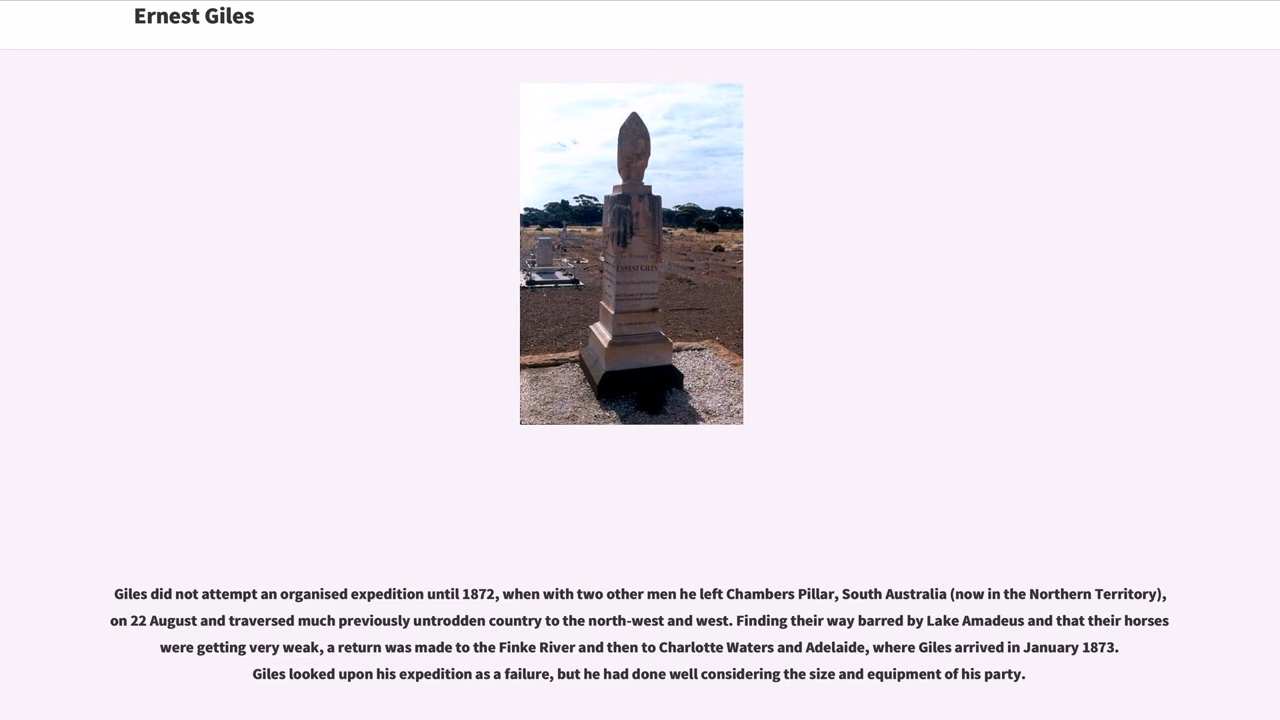 Ernest Giles
ERNEST GILES
Giles did not attempt an organised expedition until 1872, when with two other men he left Chambers Pillar, South Australia (now in the Northern Territory),
on 22 August and traversed much previously untrodden country to the north-west and west. Finding their way barred by Lake Amadeus and that their horses
were getting very weak, a return was made to the Finke River and then to Charlotte Waters and Adelaide, where Giles arrived in January 1873.
Giles looked upon his expedition as a failure, but he had done well considering the size and equipment of his party.